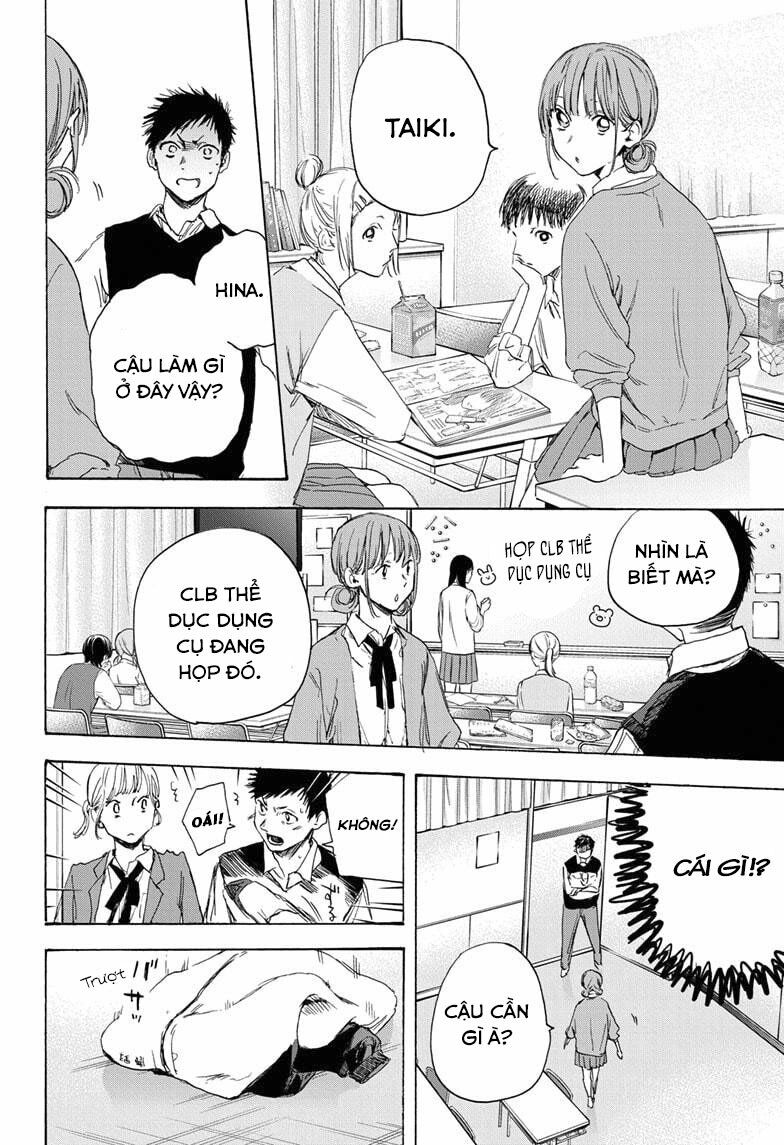 TAIKI.
HINA.
CẬU LÀM GÌ
Ở ĐÂY VẬY?
NHÌN LÀ
BIẾT MÀ?
HỌP CLB THỂ
DỤC DỤNG CỤ
CLB THỂ
DỤC DỤNG
CỤ ĐANG
HỌP ĐÓ.
CÁI GÌ!?
CẬU CẦN
GÌ À?
KHÔNG!
OÁI!
Trượt